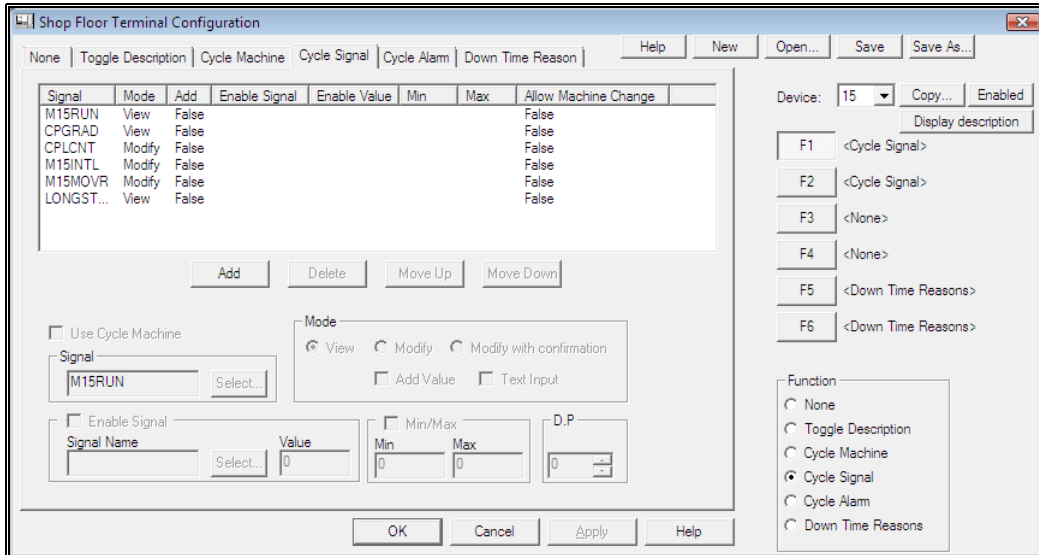 Shop Floor Terminal Configuration
None Toggle Description Cycle Machine Cycle Signal Cycle Alarm Down Time Reason
Help New Open... Save Save As...
Signal Mode Add Enable Signal Enable Value Min Max Allow Machine Change
M15RUN View False False
CPGRAD View False False
CPLCNT Modify False False
M15INTL Modify False False
M15MOVR Modify False False
LONGST... View False False
Add Delete Move Up Move Down
Use Cycle Machine
Signal
M15RUN Select...
Mode
View Modify Modify with confirmation
Add Value Text Input
Enable Signal
Signal Name Value
Select... 0
Min/Max
Min Max
0 0
D.P
0
OK Cancel Apply Help
Device: 15 Copy... Enabled
Display description
F1 <Cycle Signal>
F2 <Cycle Signal>
F3 <None>
F4 <None>
F5 <Down Time Reasons>
F6 <Down Time Reasons>
Function
None
Toggle Description
Cycle Machine
Cycle Signal
Cycle Alarm
Down Time Reasons